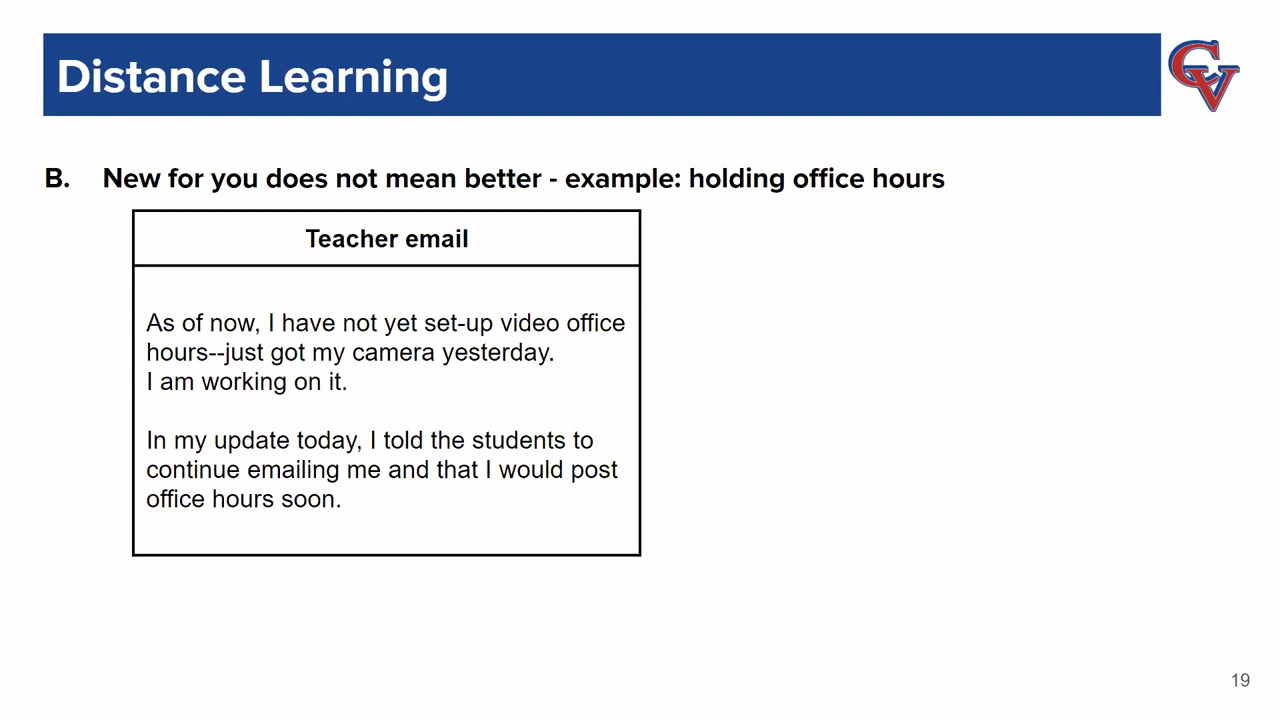 Distance Learning
CV
B. New for you does not mean better - example: holding office hours
Teacher email
As of now, I have not yet set-up video office
hours--just got my camera yesterday.
I am working on it.
In my update today, I told the students to
continue emailing me and that I would post
office hours soon.
19